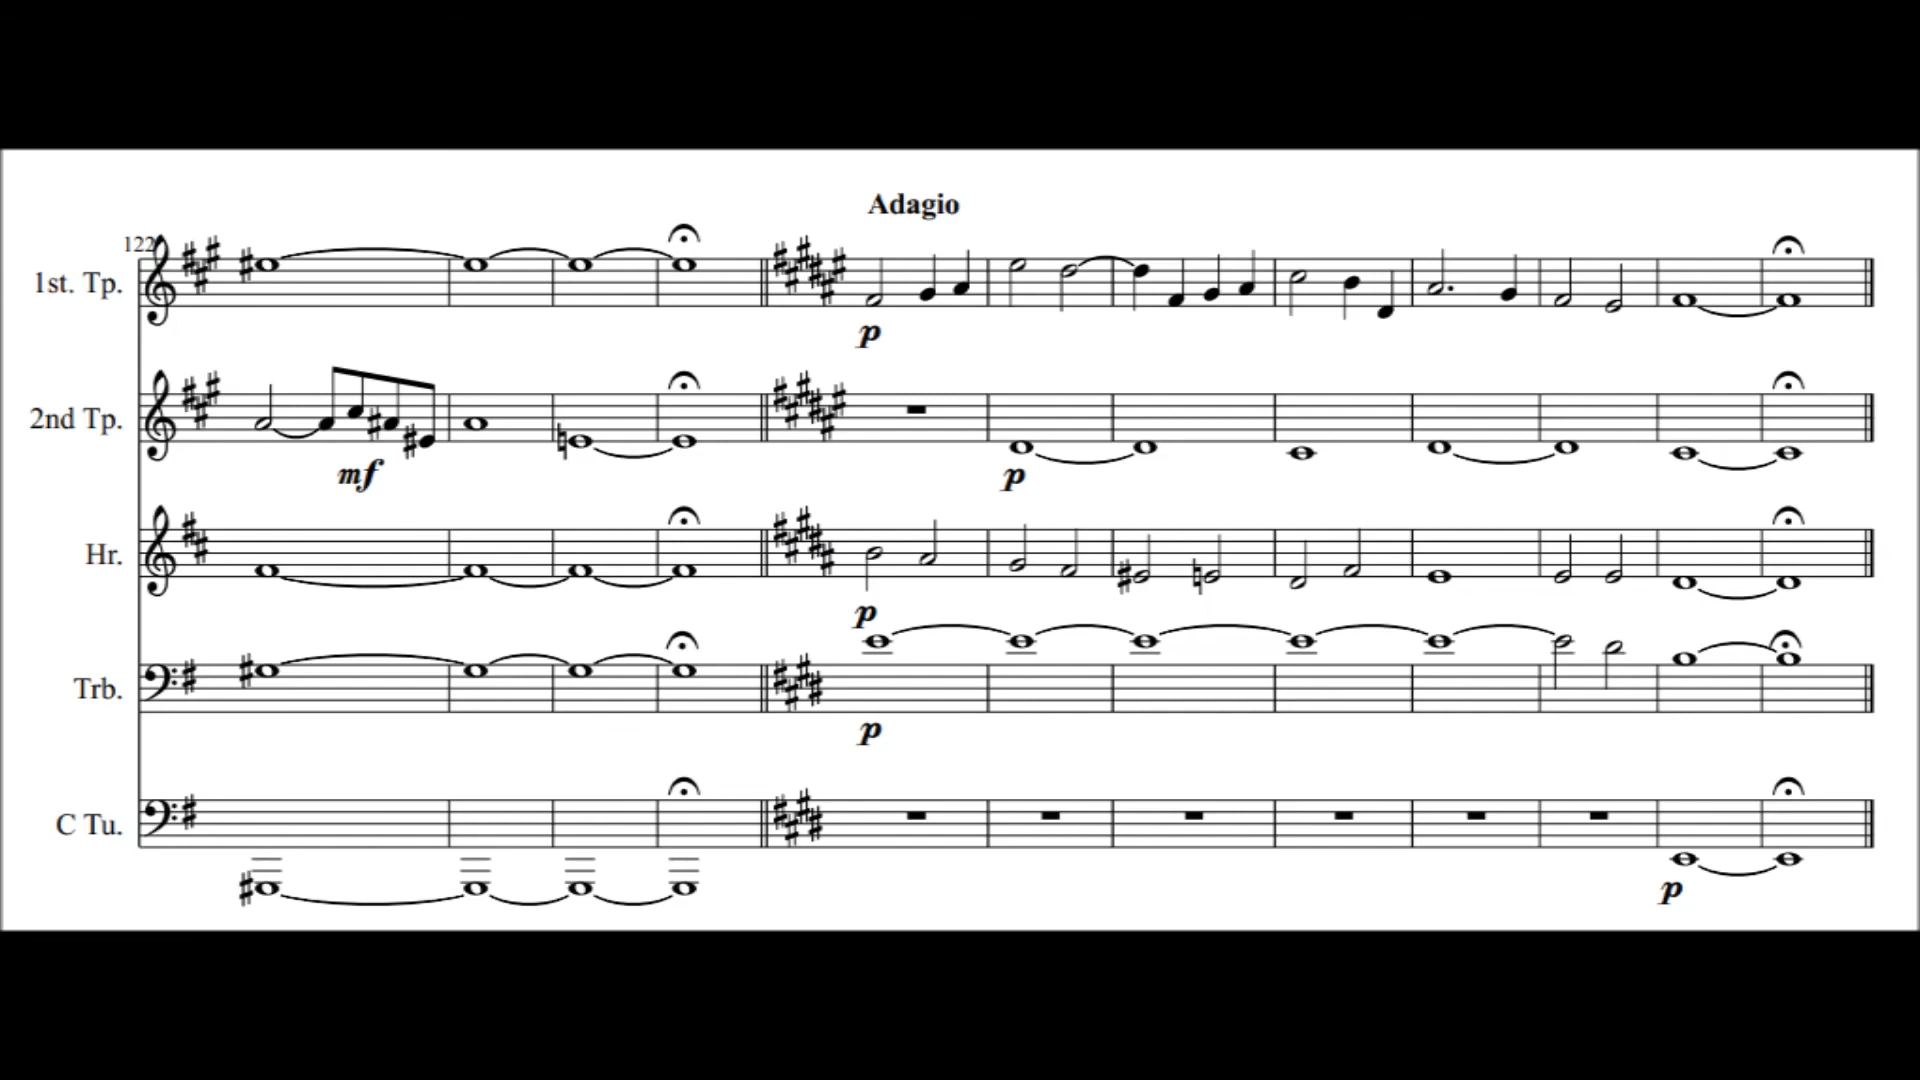 Adagio
122
1st. Tp.
p
2nd Tp.
mf
p
Hr.
p
Trb.
p
C Tu.
p